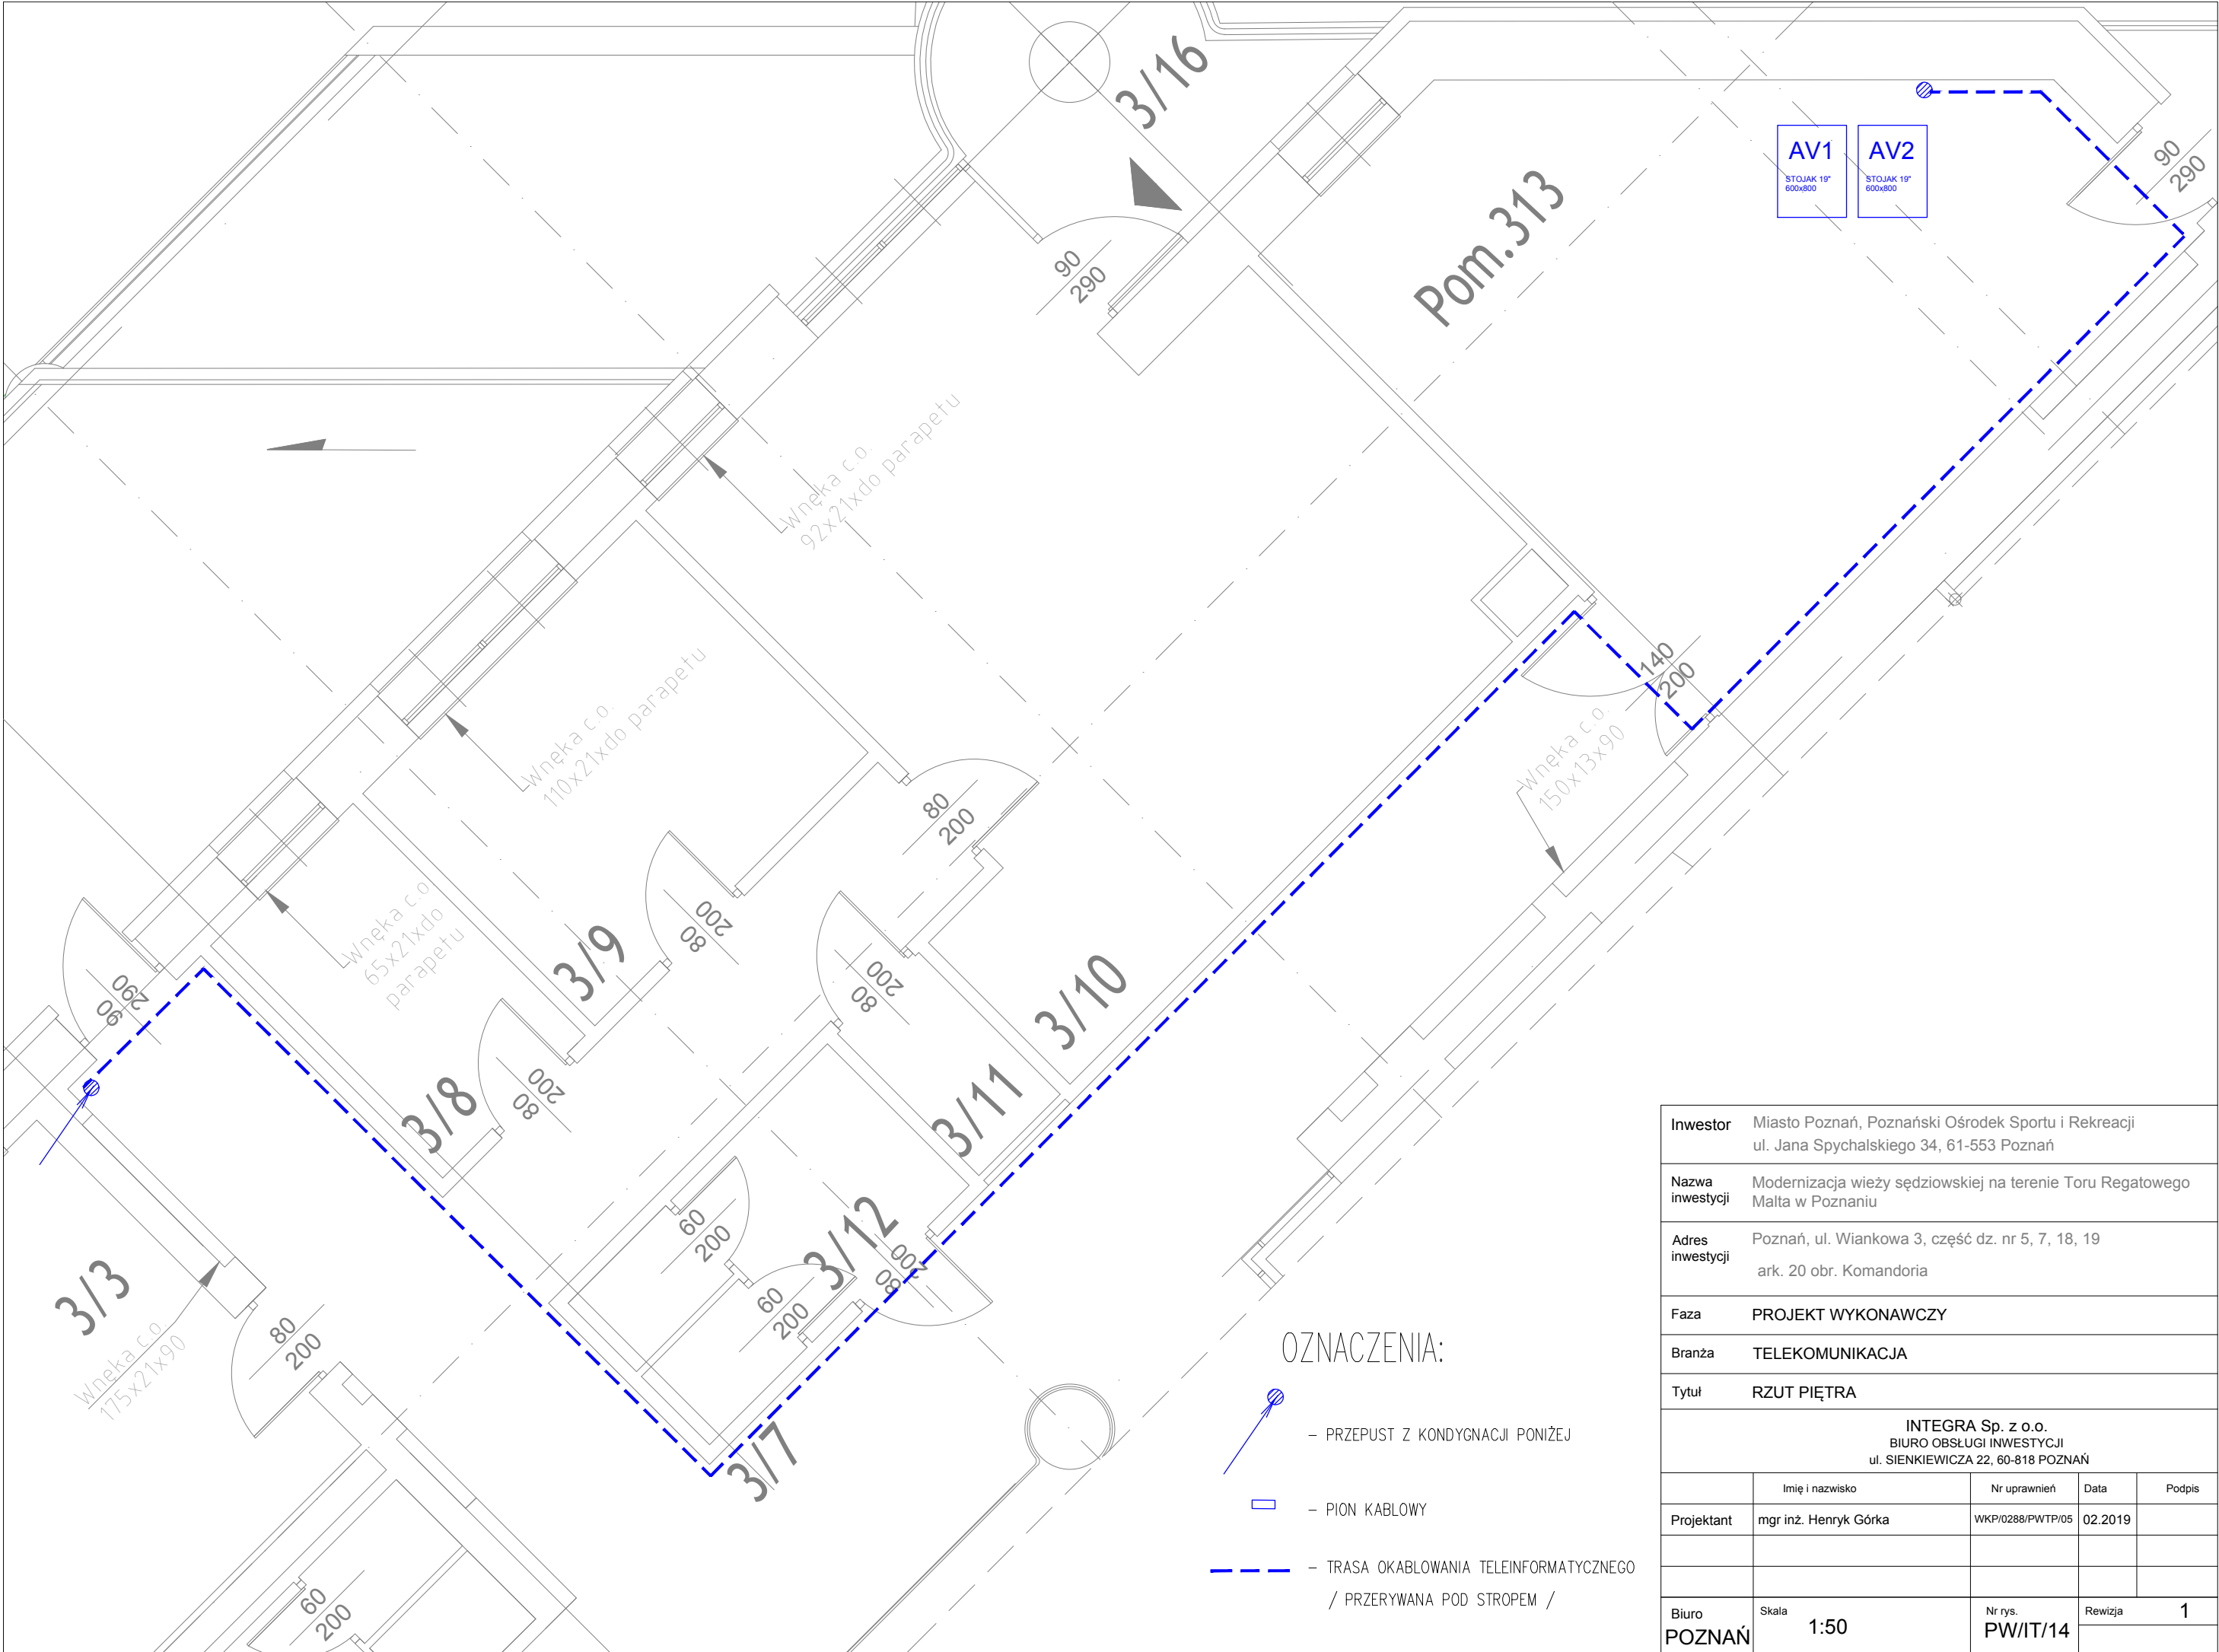 3/16
90
290
AV1
STOJAK 19"
600x800
AV2
STOJAK 19"
600x800
90
290
Pom.313
Wnęka c.o.
92x21xdo parapetu
Wnęka c.o.
110x21xdo parapetu
140
200
Wnęka c.o.
150x13x90
80
200
Wnęka c.o.
65x21xdo
parapetu
3/9
80
200
80
200
90
290
3/10
3/8
80
200
3/11
3/12
60
200
60
200
80
200
3/3
Wnęka c.o.
175x21x90
80
200
3/7
60
200
OZNACZENIA:
- PRZEPUST Z KONDYGNACJI PONIŻEJ
- PION KABLOWY
- TRASA OKABLOWANIA TELEINFORMATYCZNEGO
/ PRZERYWANA POD STROPEM /
Inwestor Miasto Poznań, Poznański Ośrodek Sportu i Rekreacji
ul. Jana Spychalskiego 34, 61-553 Poznań
Nazwa inwestycji Modernizacja wieży sędziowskiej na terenie Toru Regatowego
Malta w Poznaniu
Adres inwestycji Poznań, ul. Wiankowa 3, część dz. nr 5, 7, 18, 19
ark. 20 obr. Komandoria
Faza PROJEKT WYKONAWCZY
Branża TELEKOMUNIKACJA
Tytuł RZUT PIĘTRA
INTEGRA Sp. z o.o.
BIURO OBSŁUGI INWESTYCJI
ul. SIENKIEWICZA 22, 60-818 POZNAŃ
Imię i nazwisko Nr uprawnień Data Podpis
Projektant mgr inż. Henryk Górka WKP/0288/PWTP/05 02.2019
Biuro Skala Nr rys. Rewizja 1
POZNAŃ 1:50 PW/IT/14